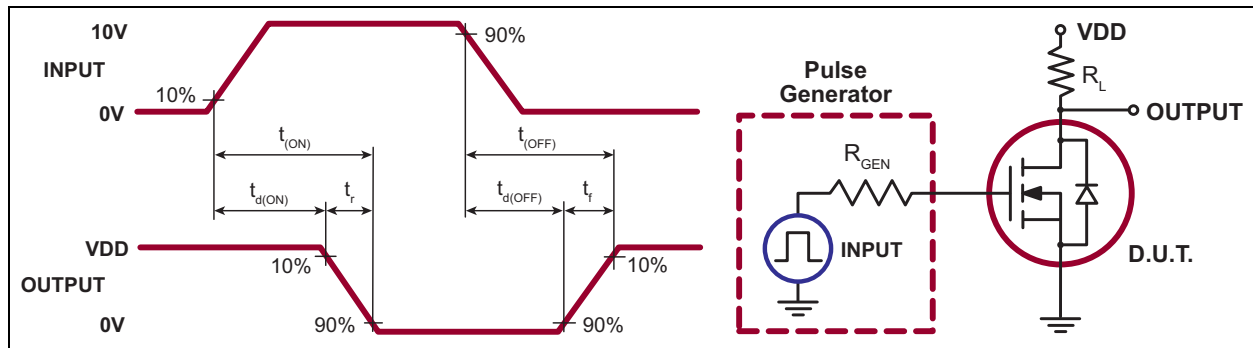 10V
INPUT
0V
10%
90%
t(ON)
t(OFF)
td(ON)
tr
td(OFF)
tf
VDD
OUTPUT
0V
10%
90%
90%
10%
Pulse
Generator
RGEN
INPUT
VDD
RL
OUTPUT
D.U.T.